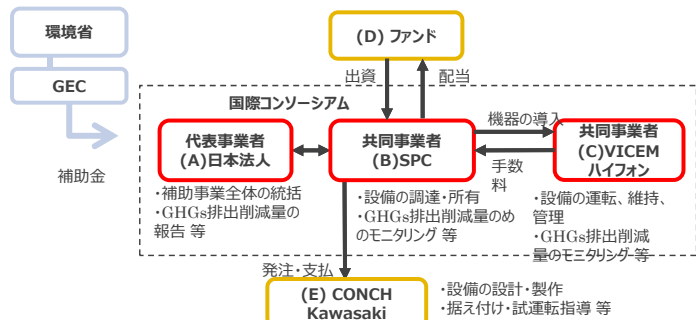 環境省
GEC
補助金
(D) ファンド
出資
配当
国際コンソーシアム
代表事業者
(A)日本法人
共同事業者
(B)SPC
機器の導入
手数
料
共同事業者
(C)VICEM
ハイフォン
・補助事業全体の統括
・GHGs排出削減量の
報告 等
・設備の調達・所有
・GHGs排出削減量のめ
のモニタリング 等
・設備の運転、維持、
管理
・GHGs排出削減
量のモニタリング 等
発注・支払
(E) CONCH
Kawasaki
・設備の設計・製作
・据え付け・試運転指導 等